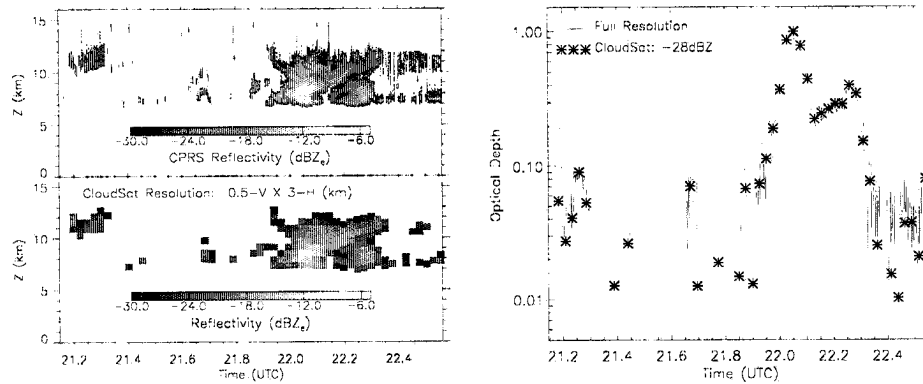 15
10
5
0
Z (km)
-30.0 -24.0 -18.0 -12.0 -6.0
CPRS Reflectivity (dBZe)
CloudSat Resolution: 0.5-V X 3-H (km)
15
10
5
0
Z (km)
-30.0 -24.0 -18.0 -12.0 -6.0
Reflectivity (dBZe)
21.2 21.4 21.6 21.8 22.0 22.2 22.4
Time (UTC)
Full Resolution
CloudSat: -28dBZ
1.00
0.10
0.01
Optical Depth
21.2 21.4 21.6 21.8 22.0 22.2 22.4
Time (UTC)